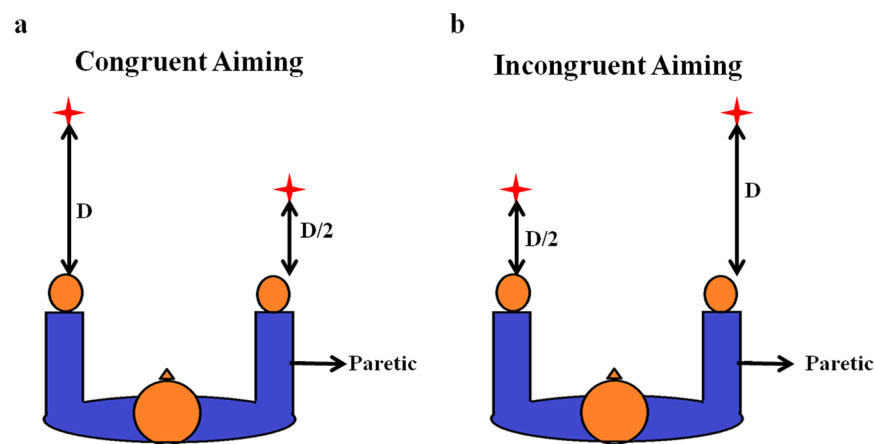 a
Congruent Aiming
D
D/2
Paretic
b
Incongruent Aiming
D
D/2
Paretic